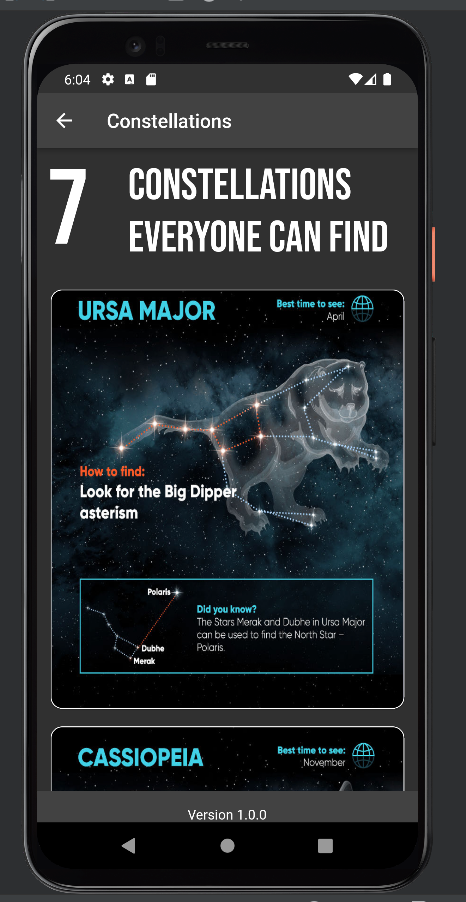 6:04
Constellations
7
CONSTELLATIONS
EVERYONE CAN FIND
URSA MAJOR
Best time to see:
April
How to find:
Look for the Big Dipper
asterism
Polaris
Dubhe
Merak
Did you know?
The Stars Merak and Dubhe in Ursa Major
can be used to find the North Star –
Polaris.
CASSIOPEIA
Best time to see:
November
Version 1.0.0